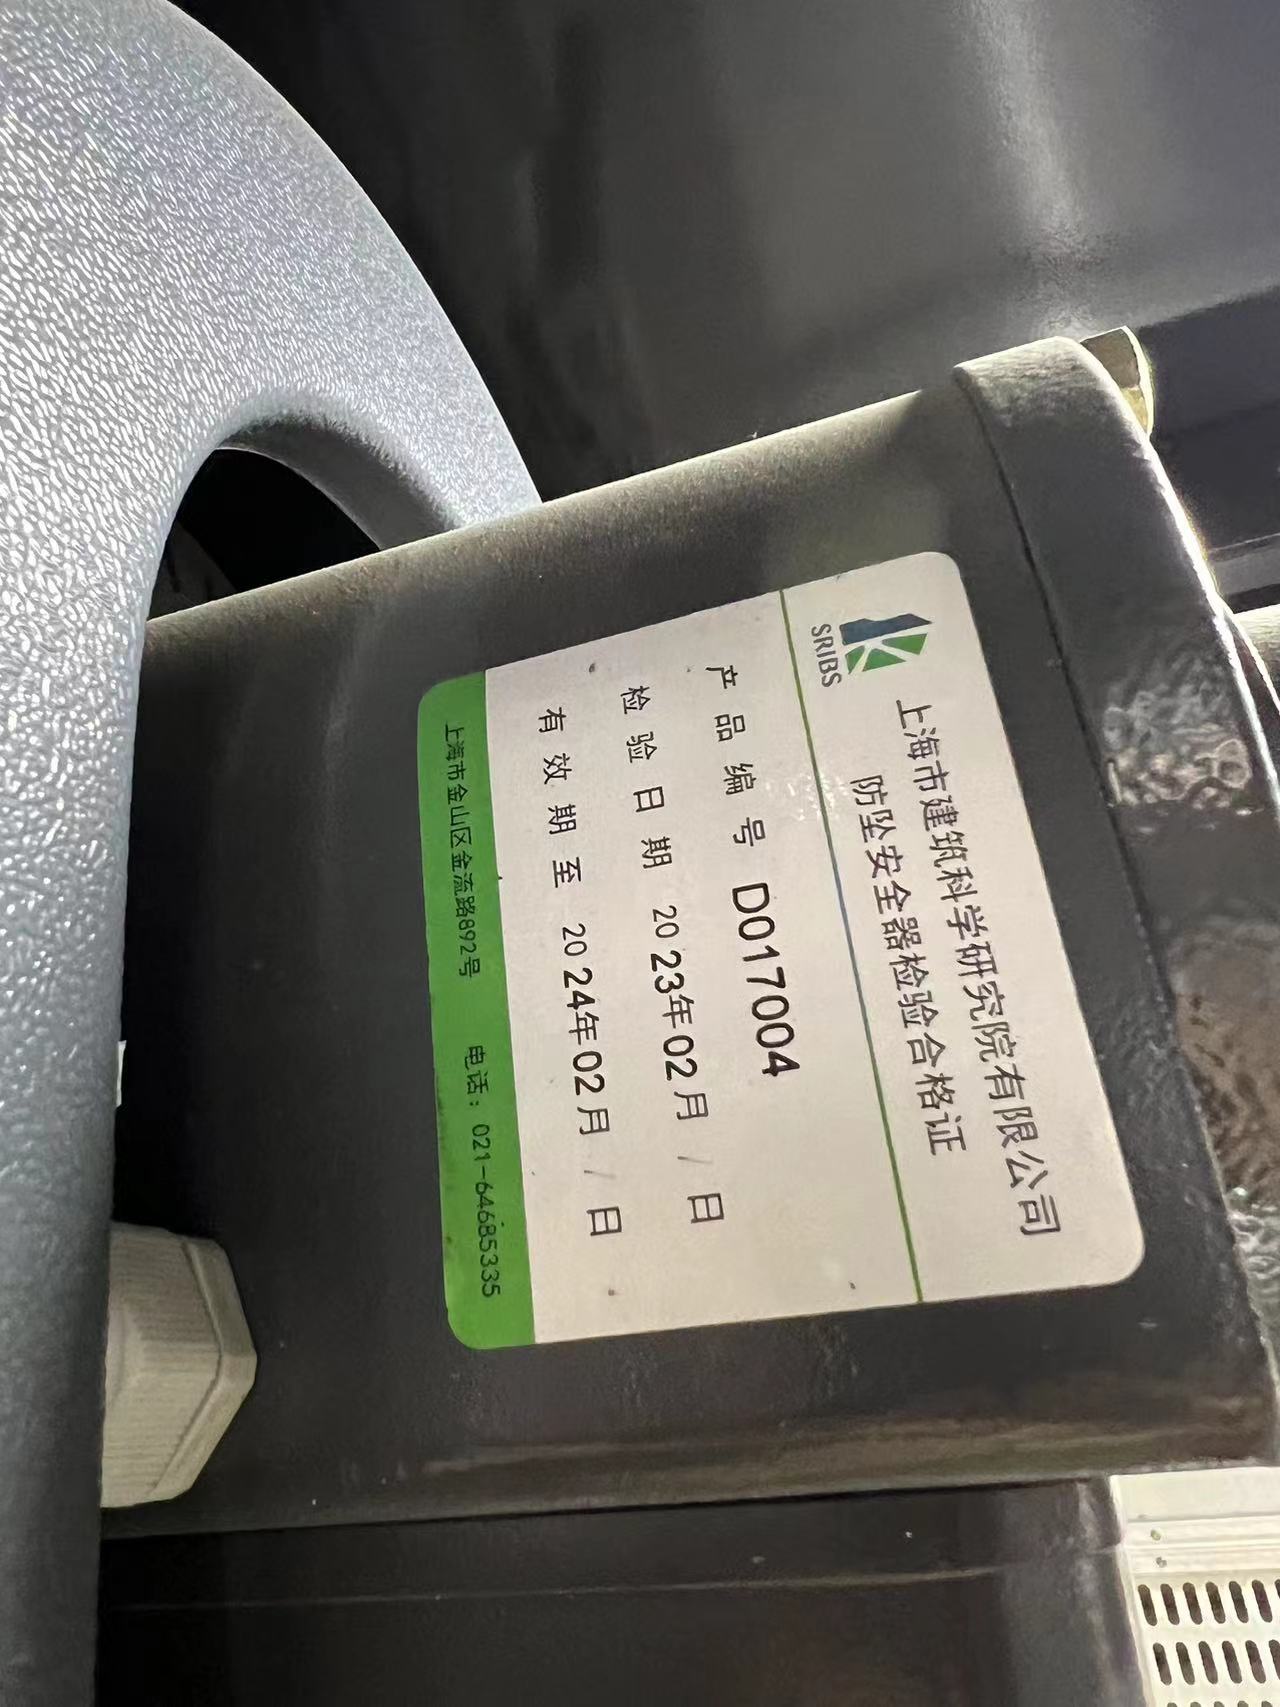 SRIBS
上海市建筑科学研究院有限公司
防坠安全器检验合格证
产品编号 D017004
检验日期 2023年02月 / 日
有效期至 2024年02月 / 日
上海市金山区金流路892号 电话：021-64685335